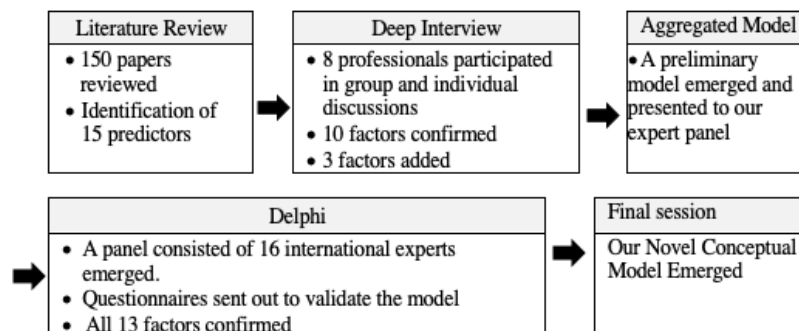 Literature Review
• 150 papers
reviewed
• Identification of
15 predictors
Deep Interview
• 8 professionals participated
in group and individual
discussions
• 10 factors confirmed
• 3 factors added
Aggregated Model
• A preliminary
model emerged and
presented to our
expert panel
Delphi
• A panel consisted of 16 international experts
emerged.
• Questionnaires sent out to validate the model
• All 13 factors confirmed
Final session
Our Novel Conceptual
Model Emerged